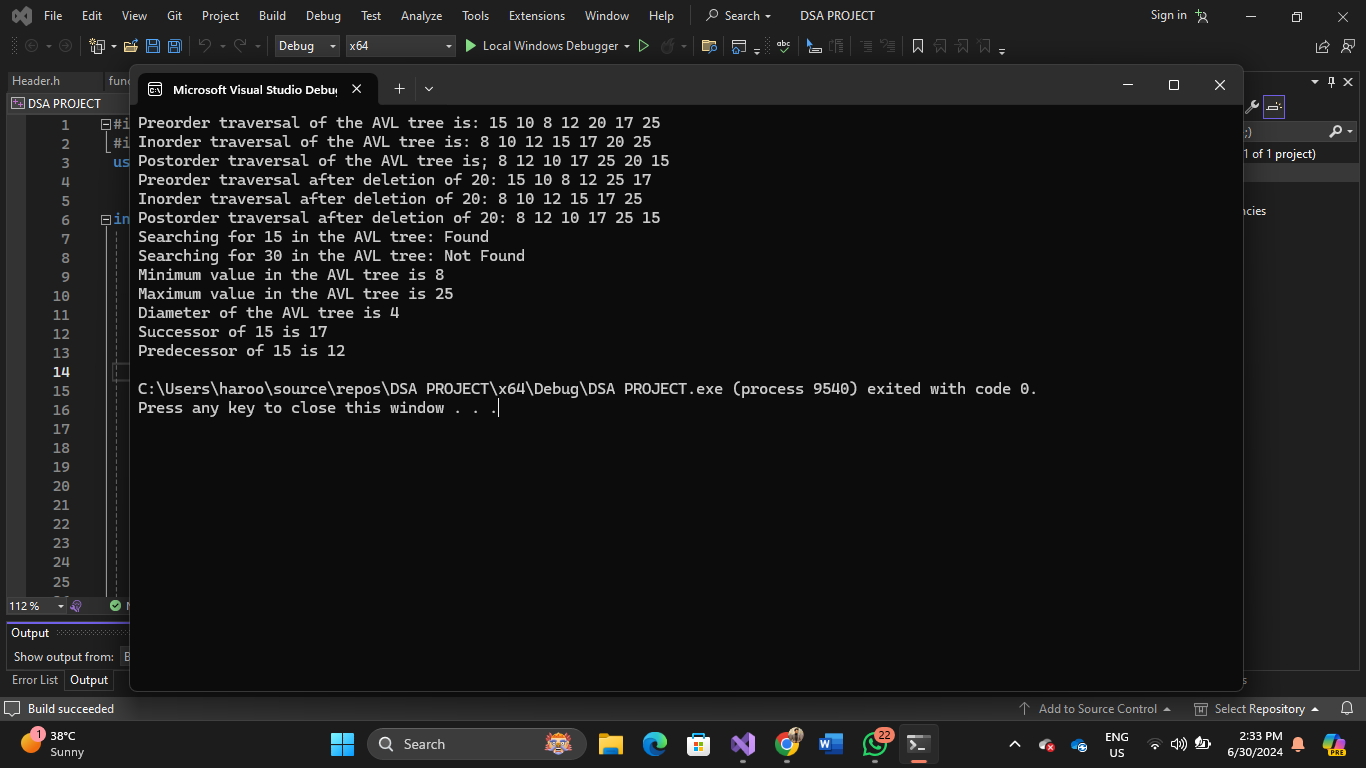 File Edit View Git Project Build Debug Test Analyze Tools Extensions Window Help Search DSA PROJECT Sign in
Debug x64 Local Windows Debugger
Header.h
DSA PROJECT
Microsoft Visual Studio Debu
1 of 1 project)
Preorder traversal of the AVL tree is: 15 10 8 12 20 17 25
Inorder traversal of the AVL tree is: 8 10 12 15 17 20 25
Postorder traversal of the AVL tree is; 8 12 10 17 25 20 15
Preorder traversal after deletion of 20: 15 10 8 12 25 17
Inorder traversal after deletion of 20: 8 10 12 15 17 25
Postorder traversal after deletion of 20: 8 12 10 17 25 15
Searching for 15 in the AVL tree: Found
Searching for 30 in the AVL tree: Not Found
Minimum value in the AVL tree is 8
Maximum value in the AVL tree is 25
Diameter of the AVL tree is 4
Successor of 15 is 17
Predecessor of 15 is 12
C:\Users\haroo\source\repos\DSA PROJECT\x64\Debug\DSA PROJECT.exe (process 9540) exited with code 0.
Press any key to close this window . . .
1 #i
2 #i
3 us
4
5
6 in
7
8
9
10
11
12
13
14
15
16
17
18
19
20
21
22
23
24
25
112 %
Output
Show output from:
Error List Output
Build succeeded Add to Source Control Select Repository
1 38°C
Sunny
Search
22
ENG
US
2:33 PM
6/30/2024
PRE